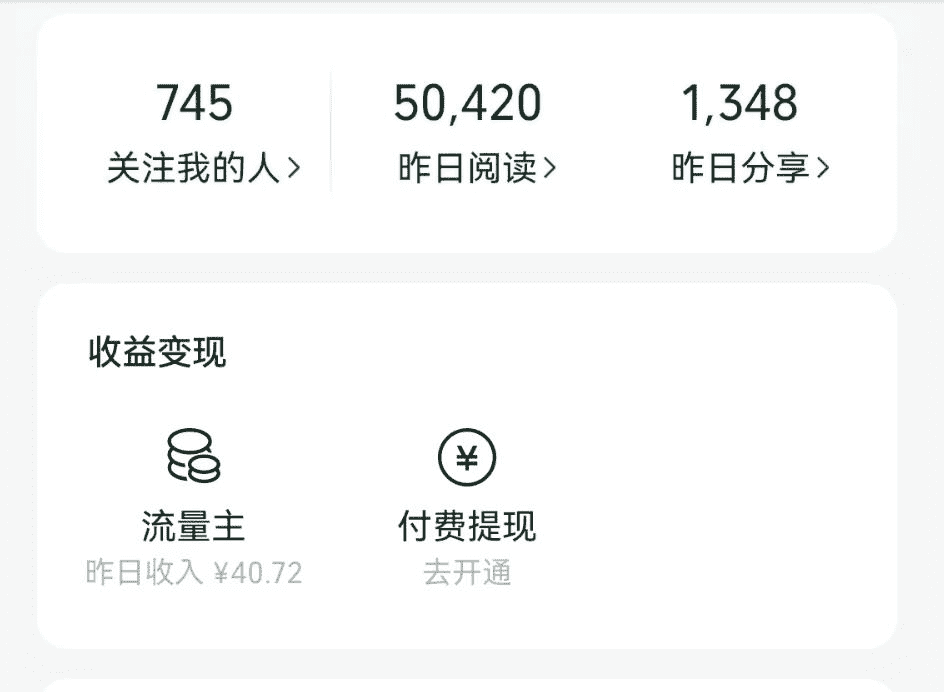 745 50,420 1,348
关注我的人> 昨日阅读> 昨日分享>
收益变现
¥
流量主 付费提现
昨日收入 ¥40.72 去开通